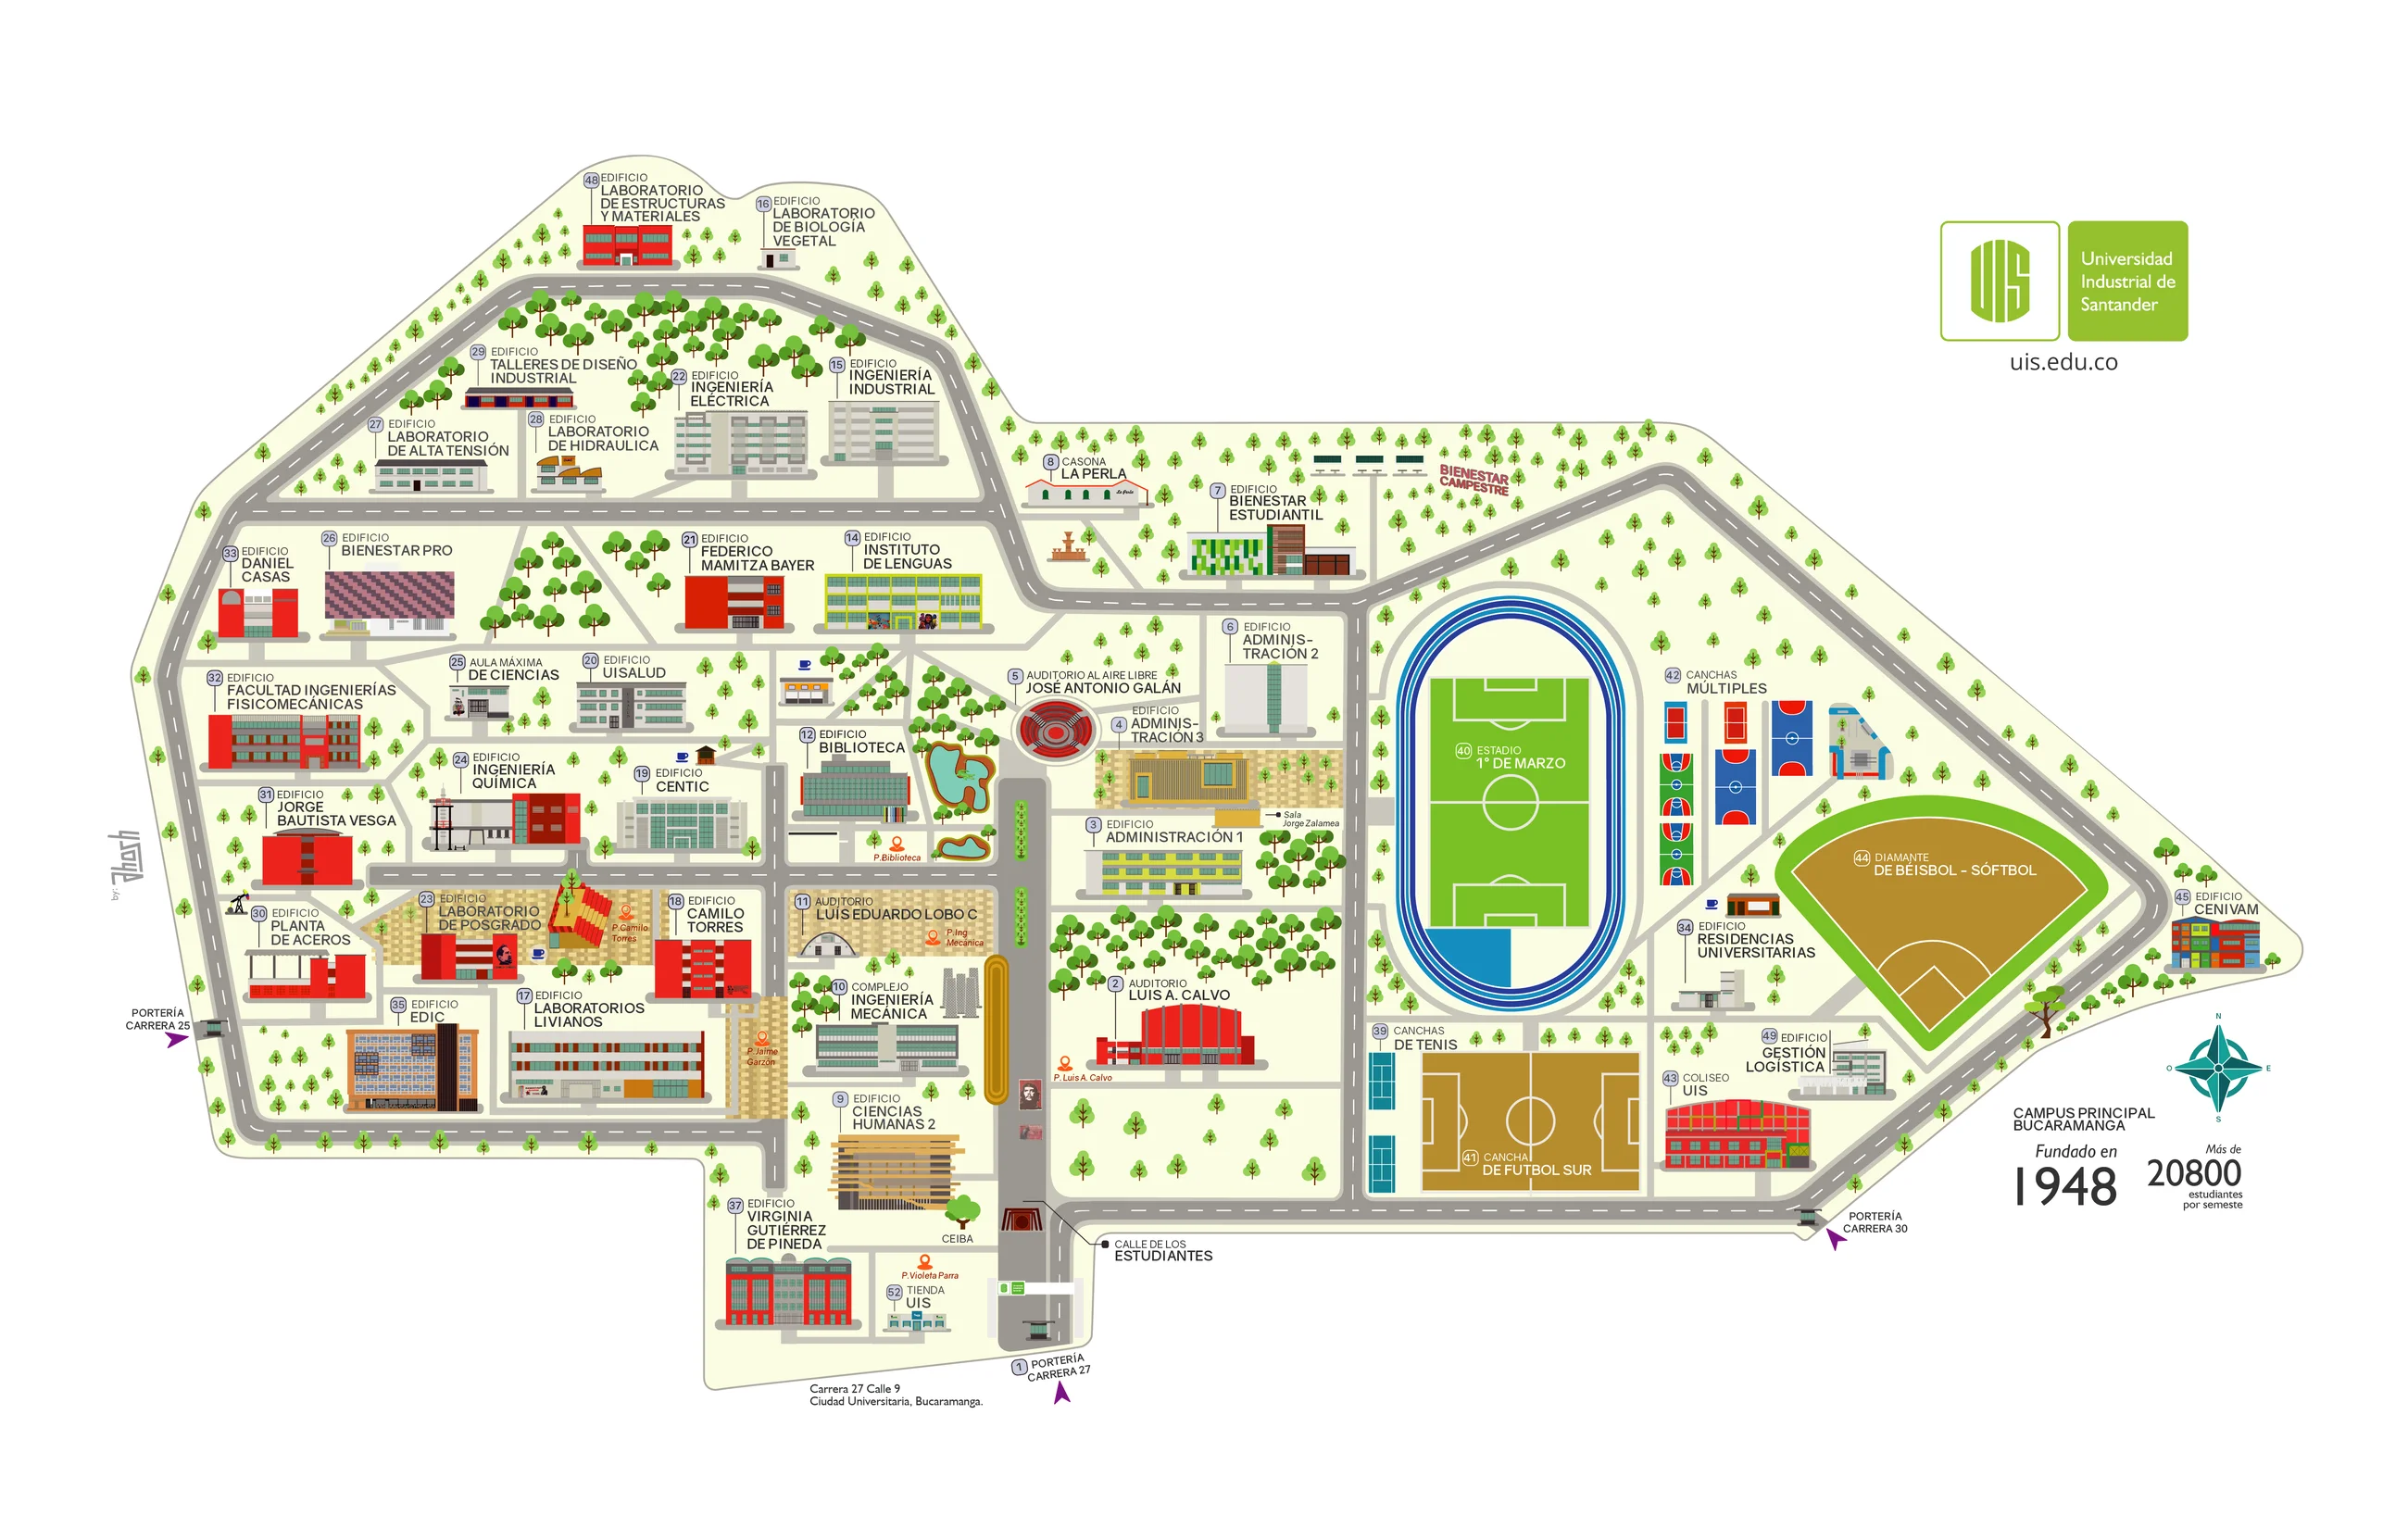 48 EDIFICIO
LABORATORIO
DE ESTRUCTURAS
Y MATERIALES
16 EDIFICIO
LABORATORIO
DE BIOLOGÍA
VEGETAL
UIS
Universidad
Industrial de
Santander
uis.edu.co
29 EDIFICIO
TALLERES DE DISEÑO
INDUSTRIAL
22 EDIFICIO
INGENIERÍA
ELÉCTRICA
15 EDIFICIO
INGENIERÍA
INDUSTRIAL
27 EDIFICIO
LABORATORIO
DE ALTA TENSIÓN
28 EDIFICIO
LABORATORIO
DE HIDRAULICA
8 CASONA
LA PERLA
La Perla
7 EDIFICIO
BIENESTAR
ESTUDIANTIL
BIENESTAR
CAMPESTRE
33 EDIFICIO
DANIEL
CASAS
26 EDIFICIO
BIENESTAR PRO
21 EDIFICIO
FEDERICO
MAMITZA BAYER
14 EDIFICIO
INSTITUTO
DE LENGUAS
6 EDIFICIO
ADMINIS-
TRACIÓN 2
32 EDIFICIO
FACULTAD INGENIERÍAS
FISICOMECÁNICAS
25 AULA MÁXIMA
DE CIENCIAS
20 EDIFICIO
UISALUD
5 AUDITORIO AL AIRE LIBRE
JOSÉ ANTONIO GALÁN
4 EDIFICIO
ADMINIS-
TRACIÓN 3
42 CANCHAS
MÚLTIPLES
12 EDIFICIO
BIBLIOTECA
24 EDIFICIO
INGENIERÍA
QUÍMICA
19 EDIFICIO
CENTIC
40 ESTADIO
1° DE MARZO
31 EDIFICIO
JORGE
BAUTISTA VESGA
Sala
Jorge Zalamea
3 EDIFICIO
ADMINISTRACIÓN 1
P.Biblioteca
44 DIAMANTE
DE BÉISBOL - SÓFTBOL
by:
30 EDIFICIO
PLANTA
DE ACEROS
23 EDIFICIO
LABORATORIO
DE POSGRADO
P.Camilo
Torres
18 EDIFICIO
CAMILO
TORRES
11 AUDITORIO
LUÍS EDUARDO LOBO C
P.Ing
Mecánica
34 EDIFICIO
RESIDENCIAS
UNIVERSITARIAS
45 EDIFICIO
CENIVAM
PORTERÍA
CARRERA 25
35 EDIFICIO
EDIC
17 EDIFICIO
LABORATORIOS
LIVIANOS
P.Jaime
Garzón
10 COMPLEJO
INGENIERÍA
MECÁNICA
2 AUDITORIO
LUIS A. CALVO
P. Luis A. Calvo
39 CANCHAS
DE TENIS
49 EDIFICIO
GESTIÓN
LOGÍSTICA
43 COLISEO
UIS
N
O
E
S
9 EDIFICIO
CIENCIAS
HUMANAS 2
41 CANCHA
DE FUTBOL SUR
CAMPUS PRINCIPAL
BUCARAMANGA
Fundado en
1948
Más de
20800
estudiantes
por semeste
37 EDIFICIO
VIRGINIA
GUTIÉRREZ
DE PINEDA
CEIBA
CALLE DE LOS
ESTUDIANTES
PORTERÍA
CARRERA 30
P.Violeta Parra
52 TIENDA
UIS
1 PORTERÍA
CARRERA 27
Carrera 27 Calle 9
Ciudad Universitaria, Bucaramanga.